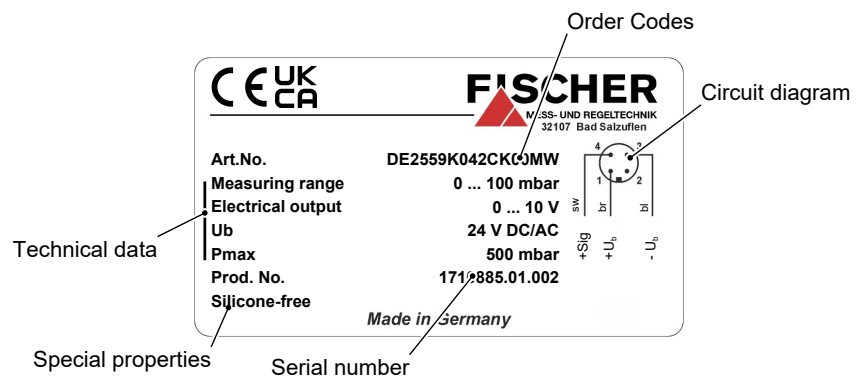 Order Codes
CE UK CA
FISCHER
MESS- UND REGELTECHNIK
32107 Bad Salzuflen
Circuit diagram
Art.No. DE2559K042CK00MW
Measuring range 0 ... 100 mbar
Electrical output 0 ... 10 V
Ub 24 V DC/AC
Pmax 500 mbar
Prod. No.
Silicone-free
Made in Germany
4 3
1 2
sw br bl
+Sig +Ub - Ub
Technical data
Special properties
Serial number